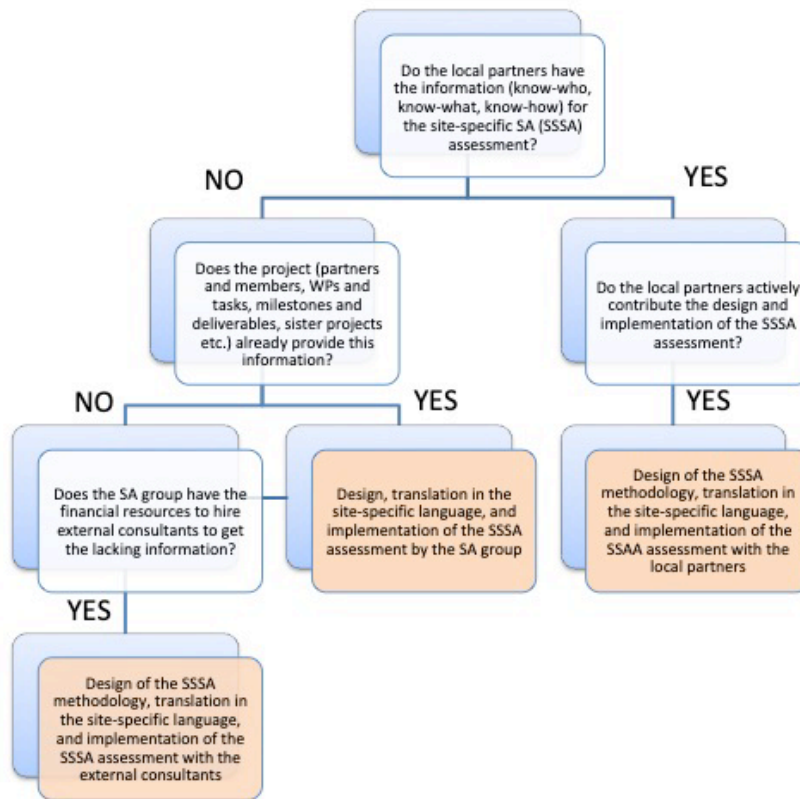 Do the local partners have
the information (know-who,
know-what, know-how) for
the site-specific SA (SSSA)
assessment?
NO
YES
Does the project (partners
and members, WPs and
tasks, milestones and
deliverables, sister projects
etc.) already provide this
information?
Do the local partners actively
contribute the design and
implementation of the SSSA
assessment?
NO
YES
YES
Does the SA group have the
financial resources to hire
external consultants to get
the lacking information?
Design, translation in the
site-specific language, and
implementation of the SSSA
assessment by the SA group
Design of the SSSA
methodology, translation in
the site-specific language,
and implementation of the
SSAA assessment with the
local partners
YES
Design of the SSSA
methodology, translation in
the site-specific language,
and implementation of the
SSSA assessment with the
external consultants